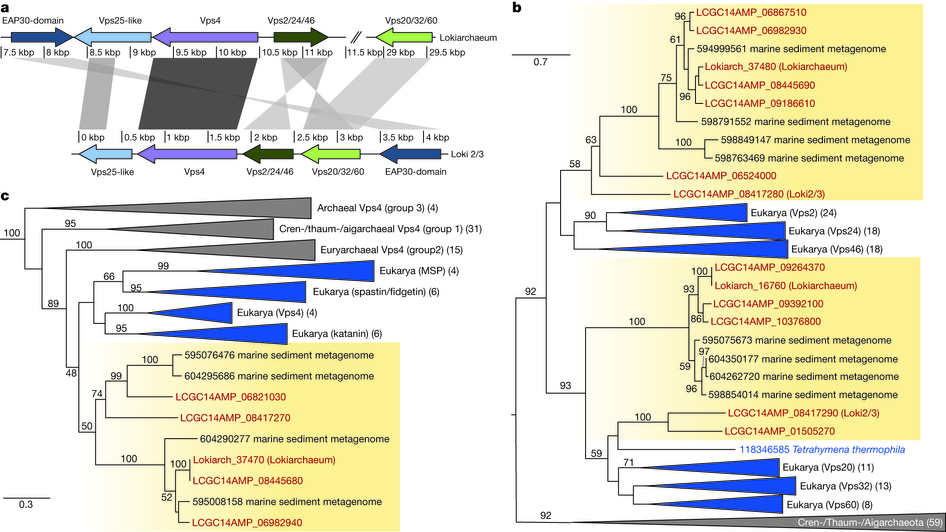 a
EAP30-domain Vps25-like Vps4 Vps2/24/46 Vps20/32/60
Lokiarchaeum
7.5 kbp 8 kbp 8.5 kbp 9 kbp 9.5 kbp 10 kbp 10.5 kbp 11 kbp 11.5 kbp 29 kbp 29.5 kbp
0 kbp 0.5 kbp 1 kbp 1.5 kbp 2 kbp 2.5 kbp 3 kbp 3.5 kbp 4 kbp
Loki 2/3
Vps25-like Vps4 Vps2/24/46 Vps20/32/60 EAP30-domain
b
0.7
96
LCGC14AMP_06867510
LCGC14AMP_06982930
61
594999561 marine sediment metagenome
Lokiarch_37480 (Lokiarchaeum)
75
LCGC14AMP_08445690
96
LCGC14AMP_09186610
100
598791552 marine sediment metagenome
63
598849147 marine sediment metagenome
100
598763469 marine sediment metagenome
58
LCGC14AMP_06524000
LCGC14AMP_08417280 (Loki2/3)
90
Eukarya (Vps2) (24)
Eukarya (Vps24) (18)
Eukarya (Vps46) (18)
92
100
LCGC14AMP_09264370
93
Lokiarch_16760 (Lokiarchaeum)
LCGC14AMP_09392100
86
LCGC14AMP_10376800
100
595075673 marine sediment metagenome
97
604350177 marine sediment metagenome
59
604262720 marine sediment metagenome
96
598854014 marine sediment metagenome
93
100
LCGC14AMP_08417290 (Loki2/3)
LCGC14AMP_01505270
118346585 Tetrahymena thermophila
59
71
Eukarya (Vps20) (11)
Eukarya (Vps32) (13)
Eukarya (Vps60) (8)
92
Cren-/Thaum-/Aigarchaeota (59)
c
Archaeal Vps4 (group 3) (4)
100
95
Cren-/thaum-/aigarchaeal Vps4 (group 1) (31)
100
Euryarchaeal Vps4 (group2) (15)
99
Eukarya (MSP) (4)
66
95
Eukarya (spastin/fidgetin) (6)
89
100
Eukarya (Vps4) (4)
95
Eukarya (katanin) (6)
100
595076476 marine sediment metagenome
48
99
604295686 marine sediment metagenome
74
LCGC14AMP_06821030
LCGC14AMP_08417270
50
604290277 marine sediment metagenome
100
Lokiarch_37470 (Lokiarchaeum)
100
LCGC14AMP_08445680
52
595008158 marine sediment metagenome
LCGC14AMP_06982940
0.3